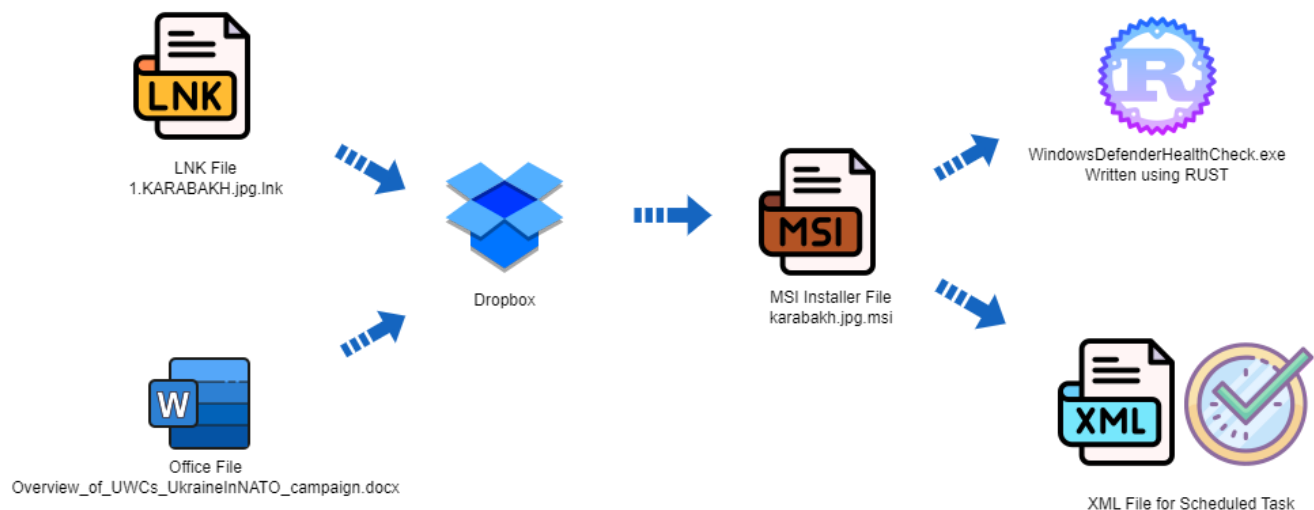 LNK
LNK File
1.KARABAKH.jpg.lnk
W
Office File
Overview_of_UWCs_UkraineInNATO_campaign.docx
Dropbox
MSI
MSI Installer File
karabakh.jpg.msi
R
WindowsDefenderHealthCheck.exe
Written using RUST
XML
XML File for Scheduled Task